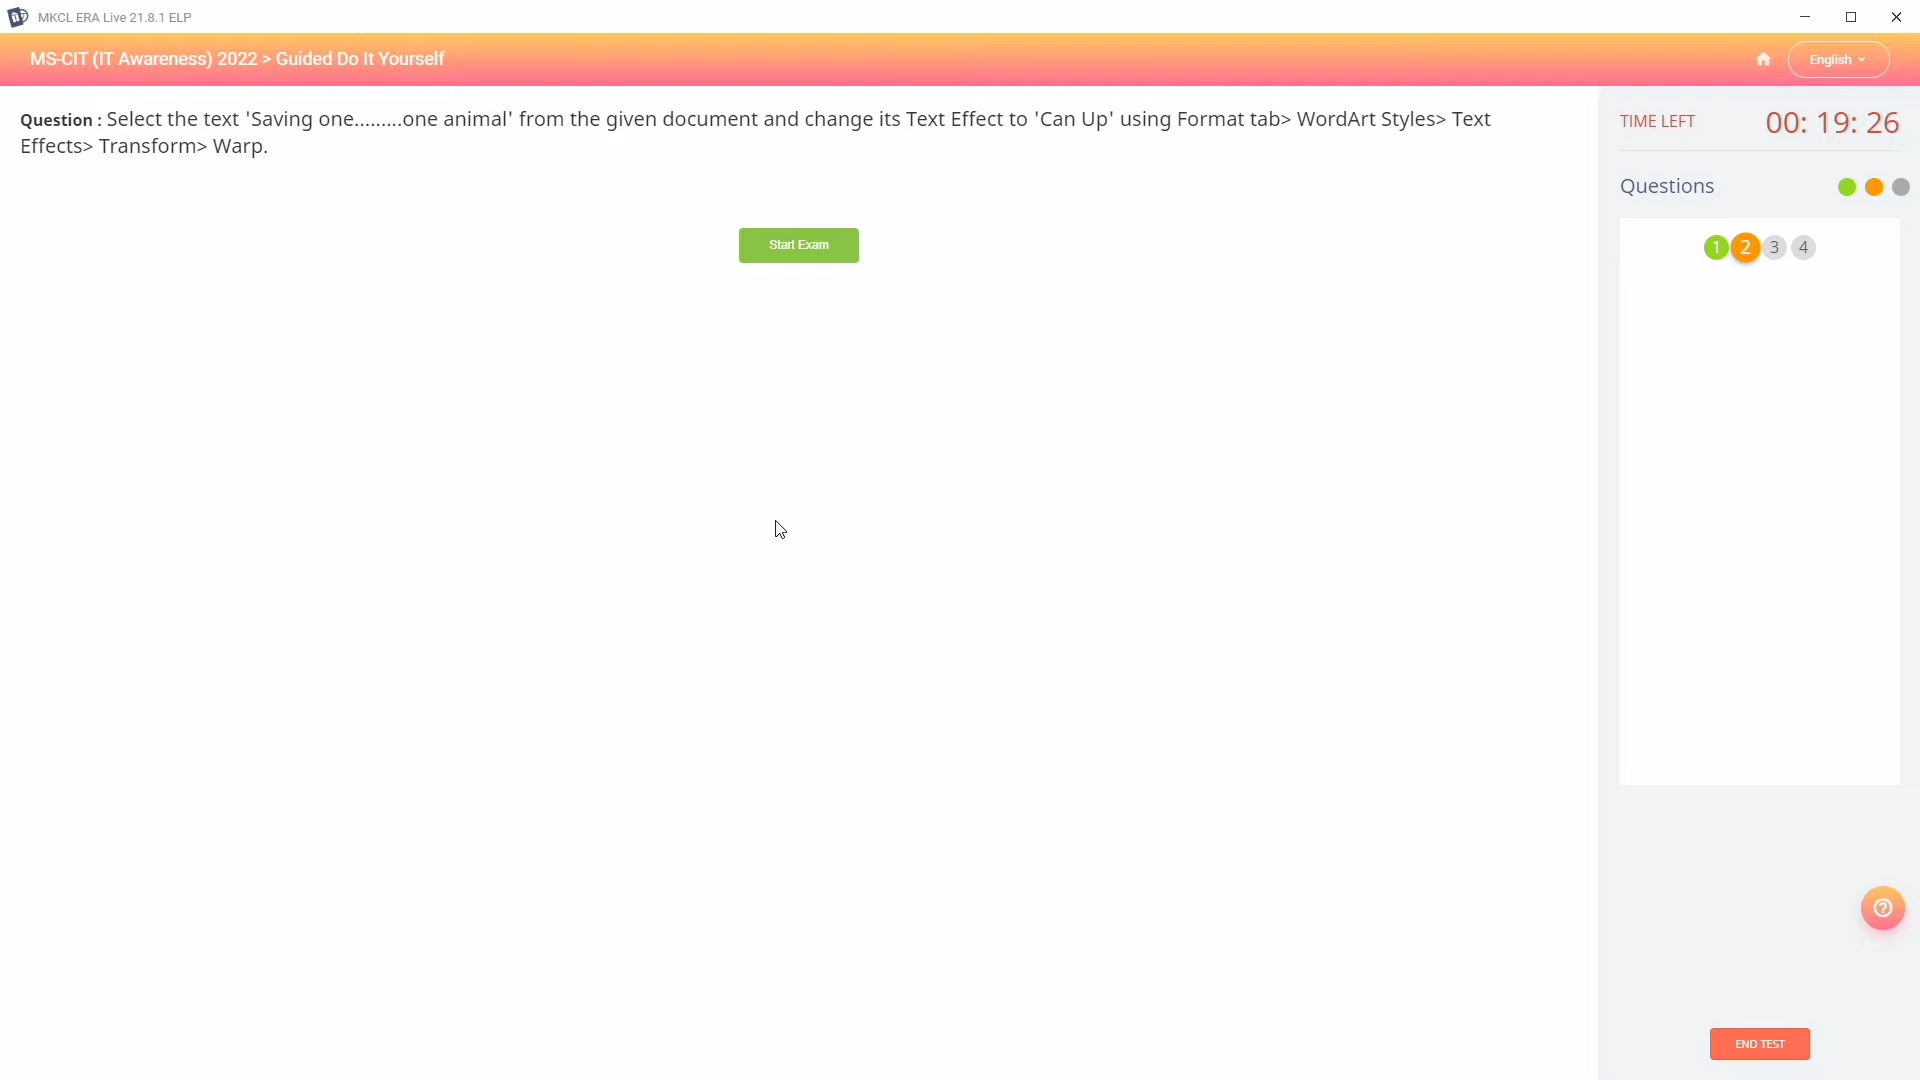 MKCL ERA Live 21.8.1 ELP
MS-CIT (IT Awareness) 2022 > Guided Do It Yourself
English
Question : Select the text 'Saving one.........one animal' from the given document and change its Text Effect to 'Can Up' using Format tab> WordArt Styles> Text
Effects> Transform> Warp.
TIME LEFT
00: 19: 26
Questions
Start Exam
1 2 3 4
END TEST